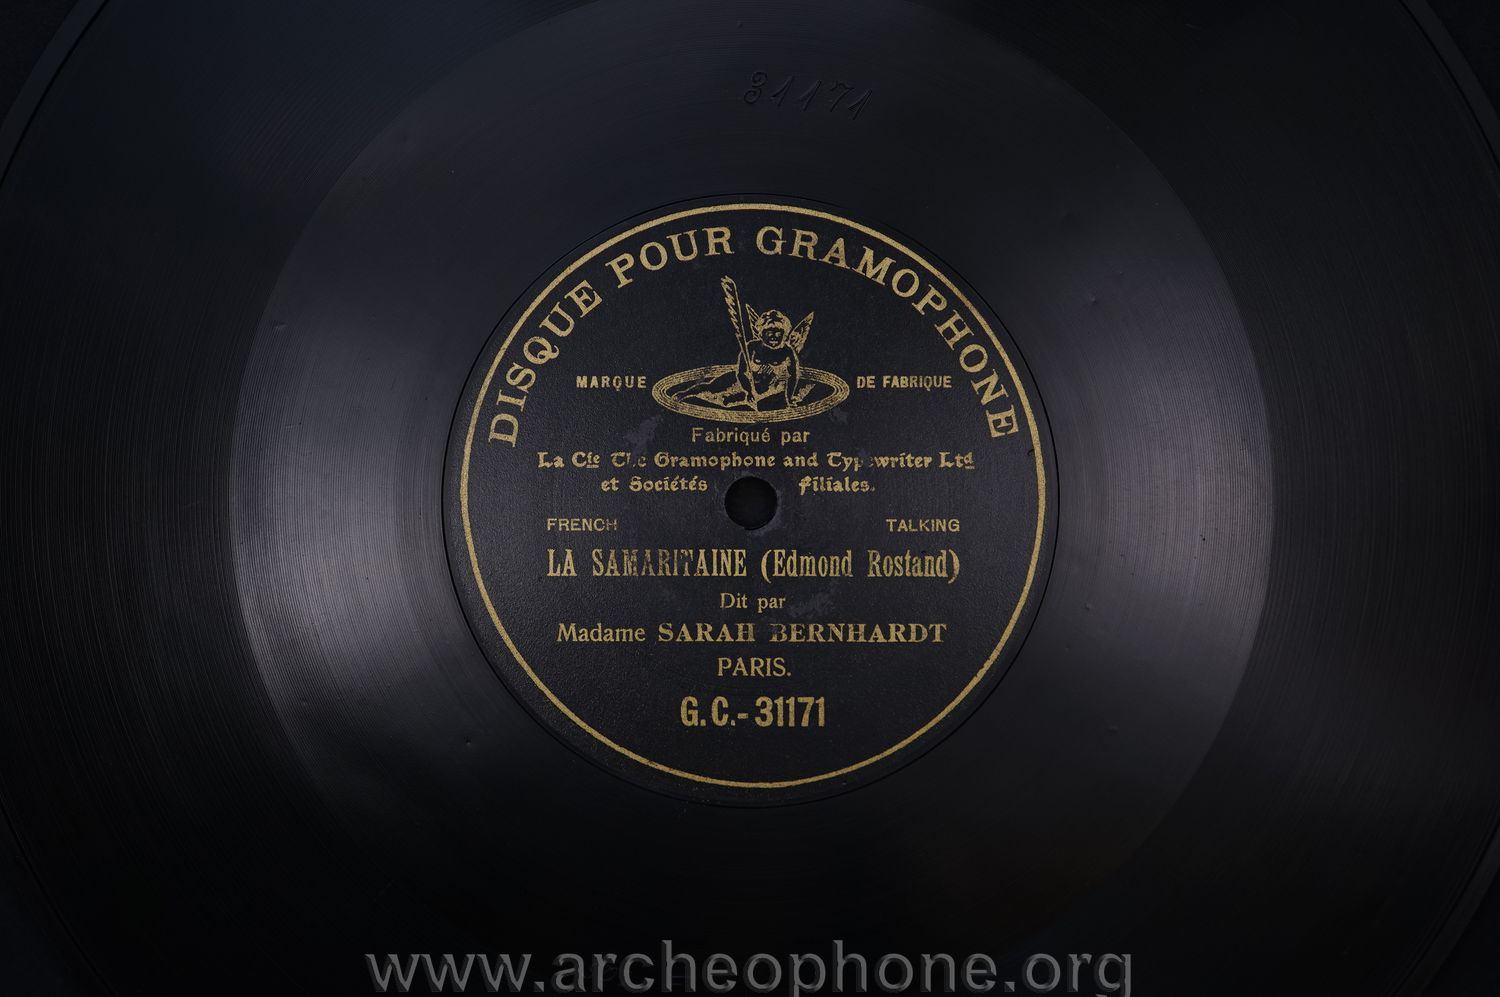 31171
DISQUE POUR GRAMOPHONE
MARQUE DE FABRIQUE
Fabriqué par
La Cie The Gramophone and Typewriter Ltd
et Sociétés filiales.
FRENCH TALKING
LA SAMARITAINE (Edmond Rostand)
Dit par
Madame SARAH BERNHARDT
PARIS.
G.C.-31171
www.archeophone.org